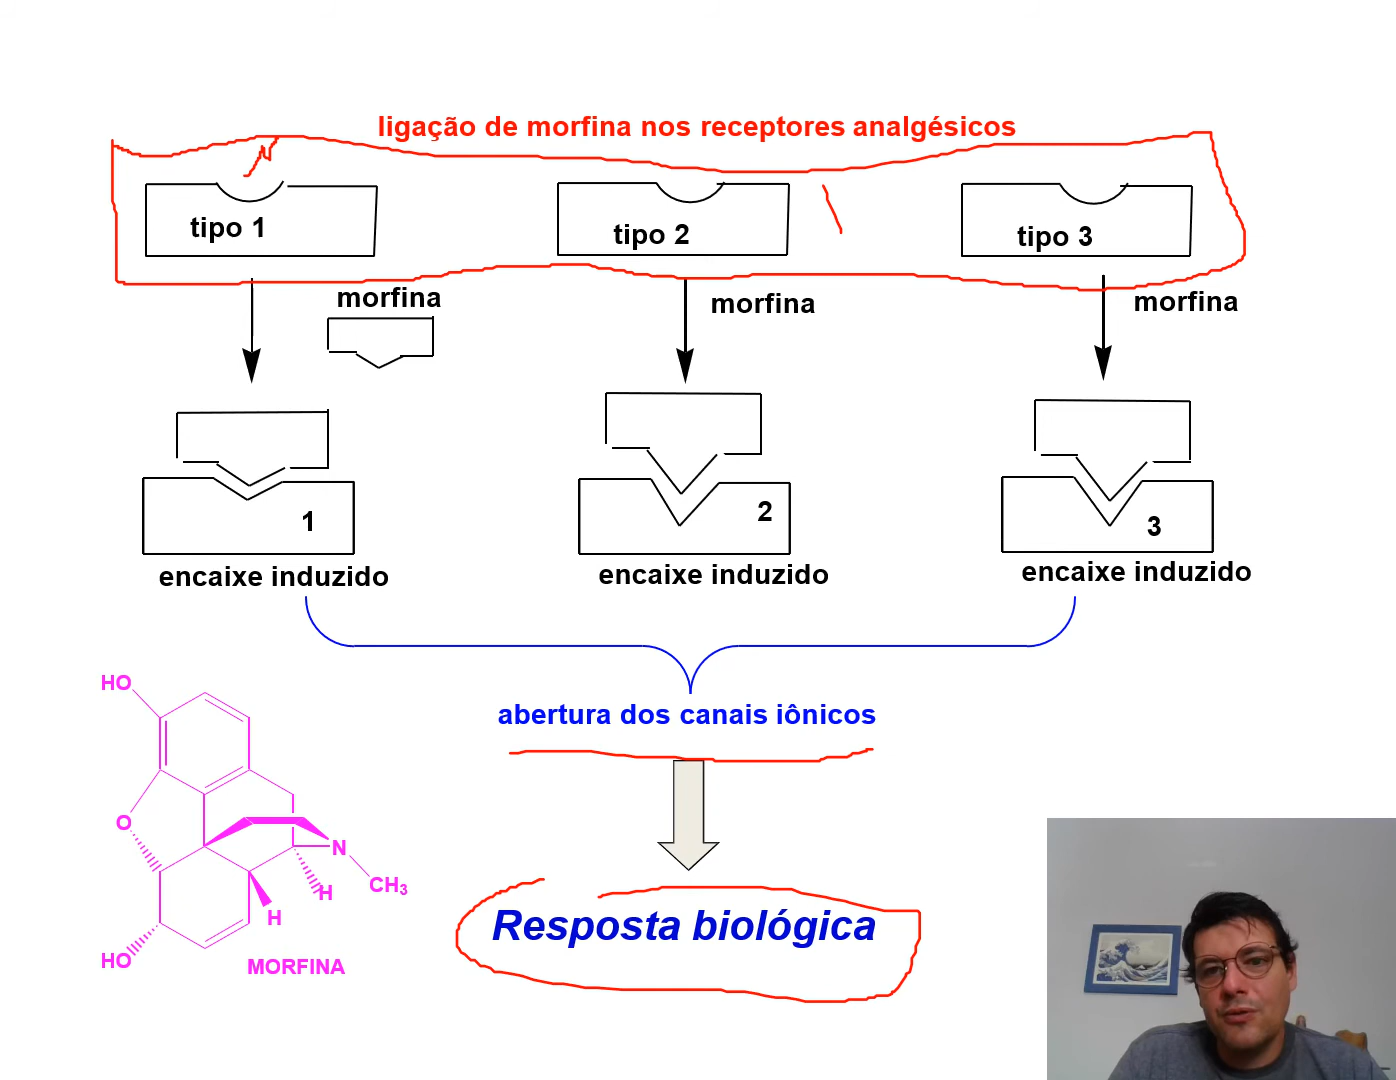 ligação de morfina nos receptores analgésicos
tipo 1
tipo 2
tipo 3
morfina
morfina
morfina
1
2
3
encaixe induzido
encaixe induzido
encaixe induzido
abertura dos canais iônicos
Resposta biológica
HO
O
N
CH3
H
H
HO
MORFINA